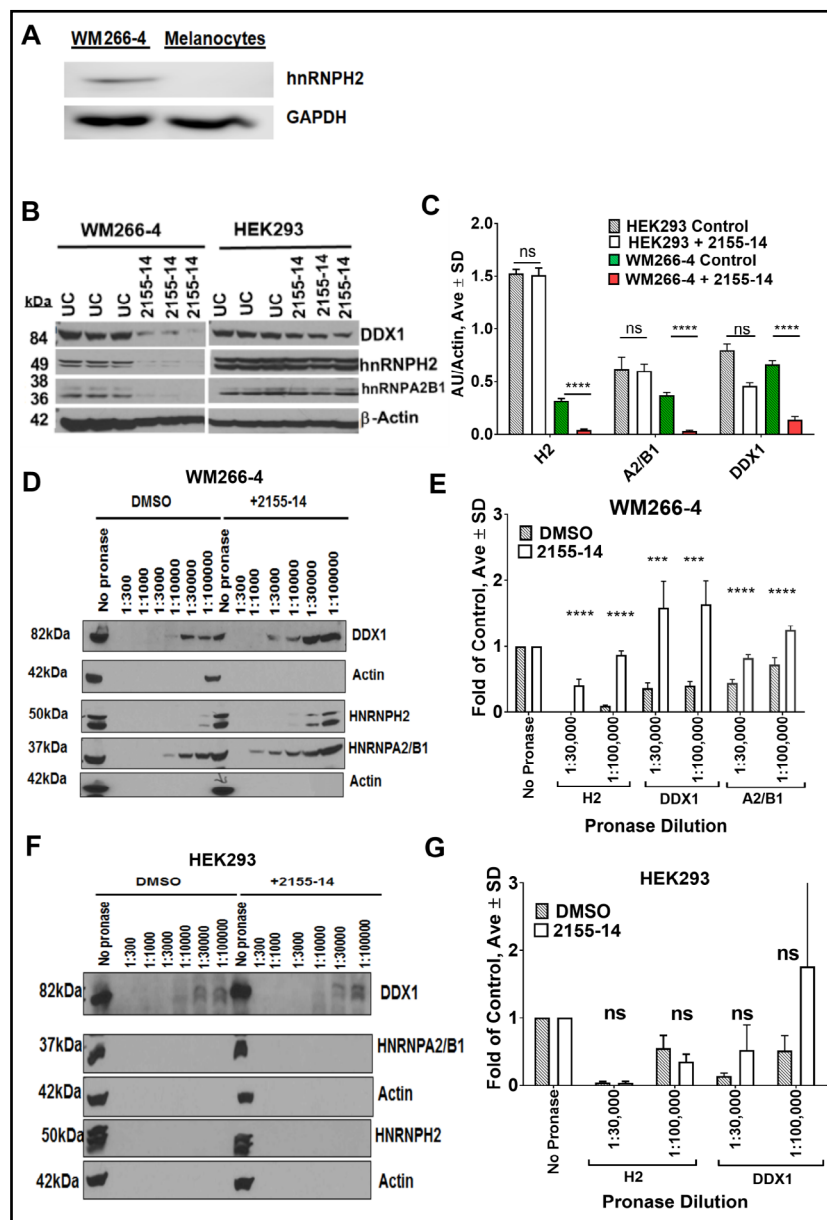 A
WM266-4 Melanocytes
hnRNPH2
GAPDH
B
WM266-4 HEK293
kDa
UC UC UC 2155-14 2155-14 2155-14 UC UC UC 2155-14 2155-14 2155-14
84 DDX1
49 hnRNPH2
38 hnRNPA2B1
36
42 β-Actin
C
AU/Actin, Ave ± SD
2.0
1.5
1.0
0.5
0.0
HEK293 Control
HEK293 + 2155-14
WM266-4 Control
WM266-4 + 2155-14
ns **** ns **** ns ****
H2 A2/B1 DDX1
D
WM266-4
DMSO +2155-14
No pronase 1:300 1:1000 1:3000 1:10000 1:30000 1:100000 No pronase 1:300 1:1000 1:3000 1:10000 1:30000 1:100000
82kDa DDX1
42kDa Actin
50kDa HNRNPH2
37kDa HNRNPA2/B1
42kDa Actin
E
WM266-4
Fold of Control, Ave ± SD
3
2
1
0
DMSO
2155-14
**** **** *** *** **** ****
No Pronase 1:30,000 1:100,000 1:30,000 1:100,000 1:30,000 1:100,000
H2 DDX1 A2/B1
Pronase Dilution
F
HEK293
DMSO +2155-14
No pronase 1:300 1:1000 1:3000 1:10000 1:30000 1:100000 No pronase 1:300 1:1000 1:3000 1:10000 1:30000 1:100000
82kDa DDX1
37kDa HNRNPA2/B1
42kDa Actin
50kDa HNRNPH2
42kDa Actin
G
HEK293
Fold of Control, Ave ± SD
3
2
1
0
DMSO
2155-14
ns ns ns ns
No Pronase 1:30,000 1:100,000 1:30,000 1:100,000
H2 DDX1
Pronase Dilution